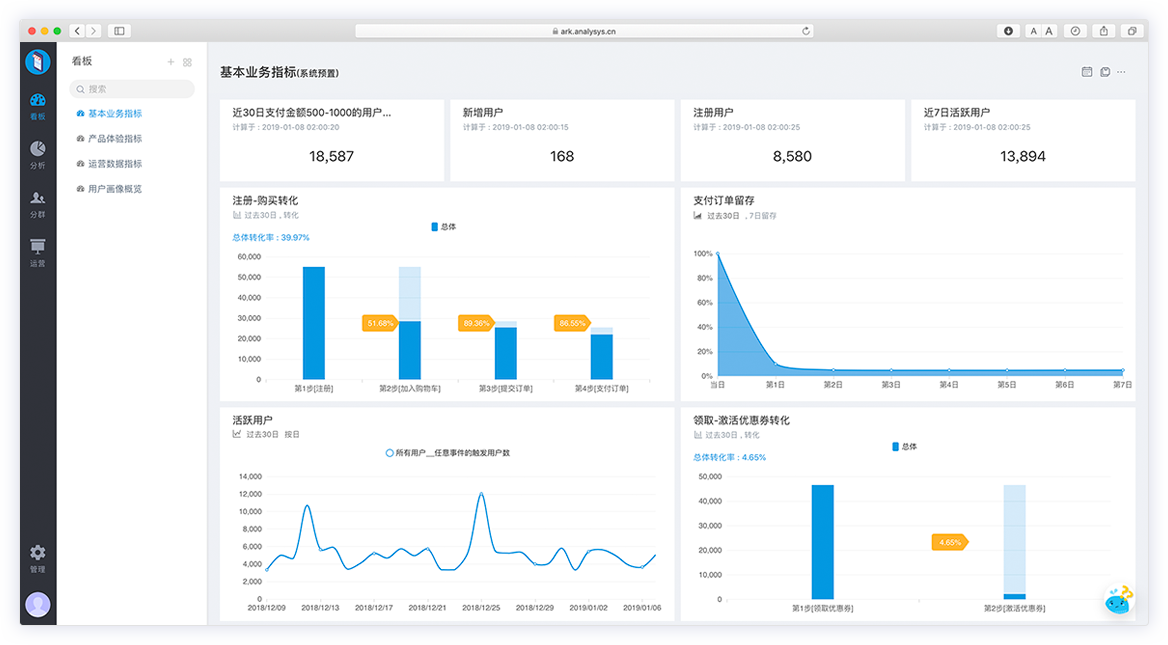 ark.analysys.cn
A A
看板
搜索
基本业务指标
产品体验指标
运营数据指标
用户画像概览
看板
分析
分群
运营
管理
基本业务指标(系统预置)
近30日支付金额500-1000的用户...
计算于 : 2019-01-08 02:00:20
18,587
新增用户
计算于 : 2019-01-08 02:00:15
168
注册用户
计算于 : 2019-01-08 02:00:25
8,580
近7日活跃用户
计算于 : 2019-01-08 02:00:25
13,894
注册-购买转化
过去30日 , 转化
总体
总体转化率 : 39.97%
60,000
50,000
40,000
30,000
20,000
10,000
0
51.68%
89.36%
86.55%
第1步[注册]
第2步[加入购物车]
第3步[提交订单]
第4步[支付订单]
支付订单留存
过去30日 , 7日留存
100%
80%
60%
40%
20%
0%
当日
第1日
第2日
第3日
第4日
第5日
第6日
第7日
活跃用户
过去30日 按日
所有用户__任意事件的触发用户数
14,000
12,000
10,000
8,000
6,000
4,000
2,000
0
2018/12/09
2018/12/13
2018/12/17
2018/12/21
2018/12/25
2018/12/29
2019/01/02
2019/01/06
领取-激活优惠券转化
过去30日 , 转化
总体
总体转化率 : 4.65%
50,000
40,000
30,000
20,000
10,000
0
4.65%
第1步[领取优惠券]
第2步[激活优惠券]